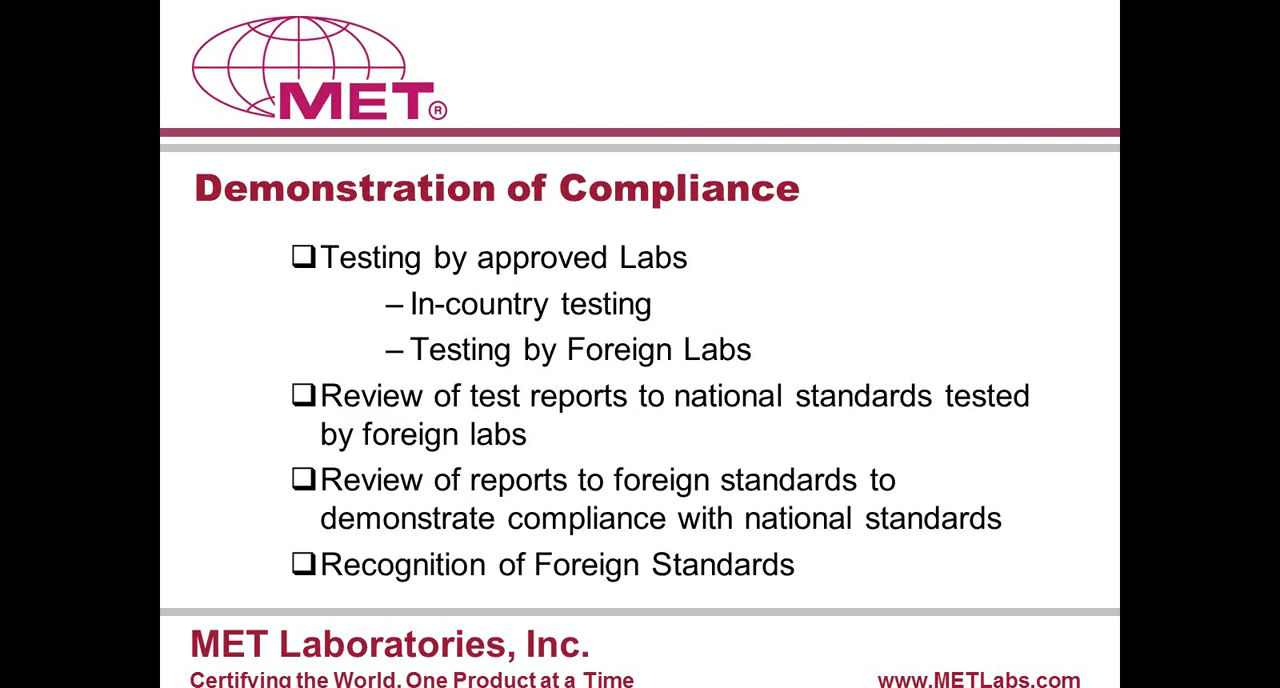 MET®
Demonstration of Compliance
❑Testing by approved Labs
– In-country testing
– Testing by Foreign Labs
❑Review of test reports to national standards tested
by foreign labs
❑Review of reports to foreign standards to
demonstrate compliance with national standards
❑Recognition of Foreign Standards
MET Laboratories, Inc.
Certifying the World, One Product at a Time
www.METLabs.com